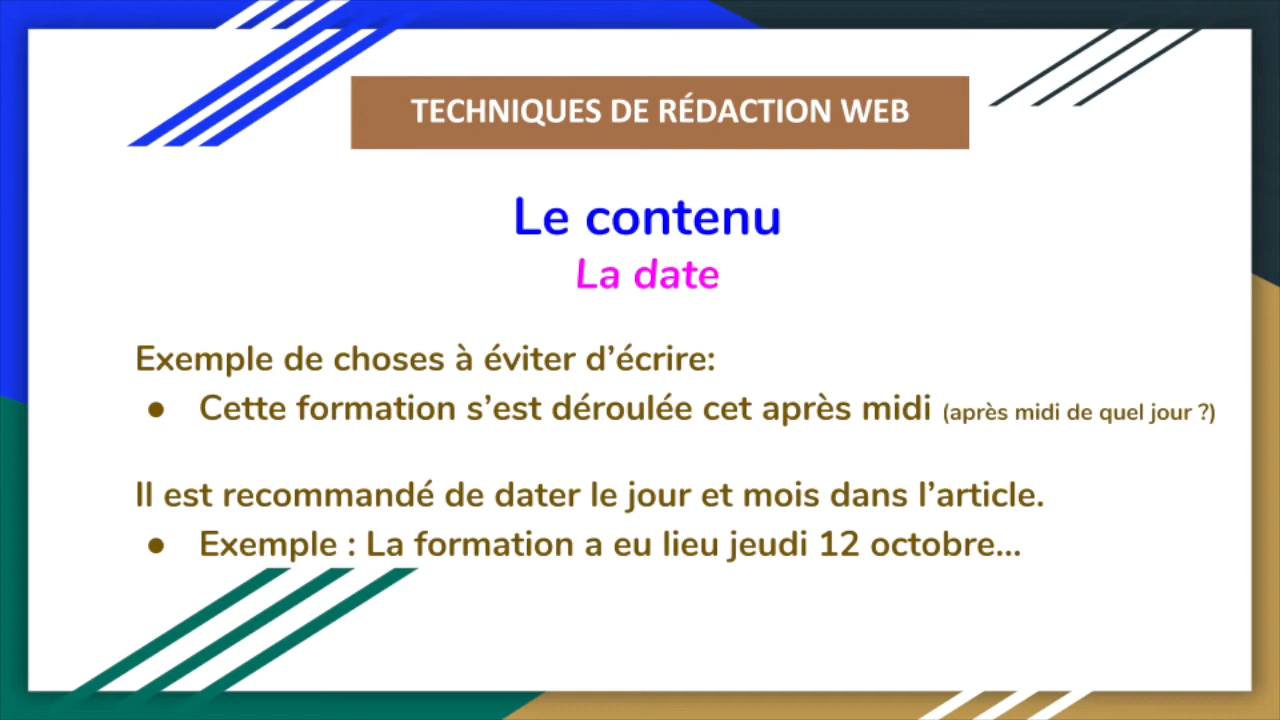 TECHNIQUES DE RÉDACTION WEB
Le contenu
La date
Exemple de choses à éviter d’écrire:
● Cette formation s’est déroulée cet après midi (après midi de quel jour ?)
Il est recommandé de dater le jour et mois dans l’article.
● Exemple : La formation a eu lieu jeudi 12 octobre...